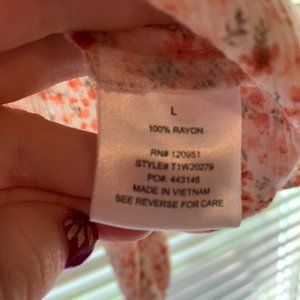 L
100% RAYON
RN# 120951
STYLE# T1W20279
PO#: 443146
MADE IN VIETNAM
SEE REVERSE FOR CARE